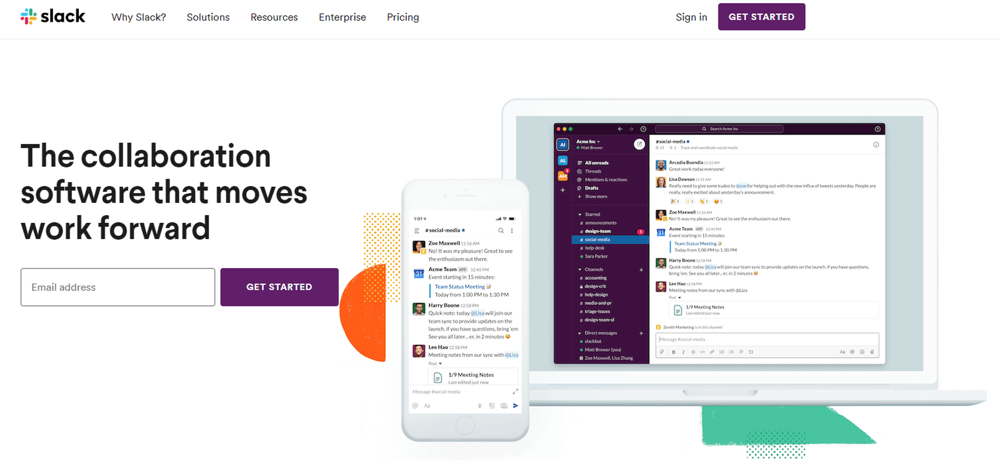 slack
Why Slack?
Solutions
Resources
Enterprise
Pricing
Sign in
GET STARTED
The collaboration
software that moves
work forward
Email address
GET STARTED
1:01
#social-media
Zoe Maxwell 11:56 AM
No! It was my pleasure! Great to see
the enthusiasm out there.
31
Acme Team APP 12:45 PM
Event starting in 15 minutes:
Team Status Meeting
Today from 1:00 PM to 1:30 PM
Harry Boone 12:58 PM
Quick note: today @Lisa will join our
team sync to provide updates on the
launch. if you have questions, bring 'em
See you all later... er, in 2 minutes
Lee Hao 12:58 PM
Meeting notes from our sync with @Lisa
Post
1/9 Meeting Notes
Last edited just now
Message #social-media
@ Aa
Search Acme Inc
AI
AL
AM
1
+
Acme Inc
Matt Brewer
All unreads
Threads
Mentions & reactions
Drafts
Show more
Starred
# announcements
# design-team 1
# social-media
# help-desk
Sara Parker
Channels +
# accounting
design-crit
# help-design
# media-and-pr
# triage-issues
# design-team-sf
Direct messages +
slackbot
Matt Brewer (you)
2 Zoe Maxwell, Lisa Zhang
#social-media
21 1 Track and coordinate social media
Arcadio Buendia 11:52 AM
Great work today everyone!
Lisa Dawson 11:55 AM
Really need to give some kudos to @zoe for helping out with the new influx of tweets yesterday. People are
really, really excited about yesterday's announcement.
1 1 1 1
Zoe Maxwell 11:56 AM
No! It was my pleasure! Great to see the enthusiasm out there.
31
Acme Team APP 12:45 PM
Event starting in 15 minutes:
Team Status Meeting
Today from 1:00 PM to 1:30 PM
Harry Boone 12:58 PM
Quick note: today @Liza will join our team sync to provide updates on the launch. if you have questions,
bring 'em. See you all later... er, in 2 minutes
Lee Hao 12:58 PM
Meeting notes from our sync with @Liza
Post
1/9 Meeting Notes
Last edited just now
Z Zenith Marketing is in this channel
Message #social-media
B I S </> Aa @